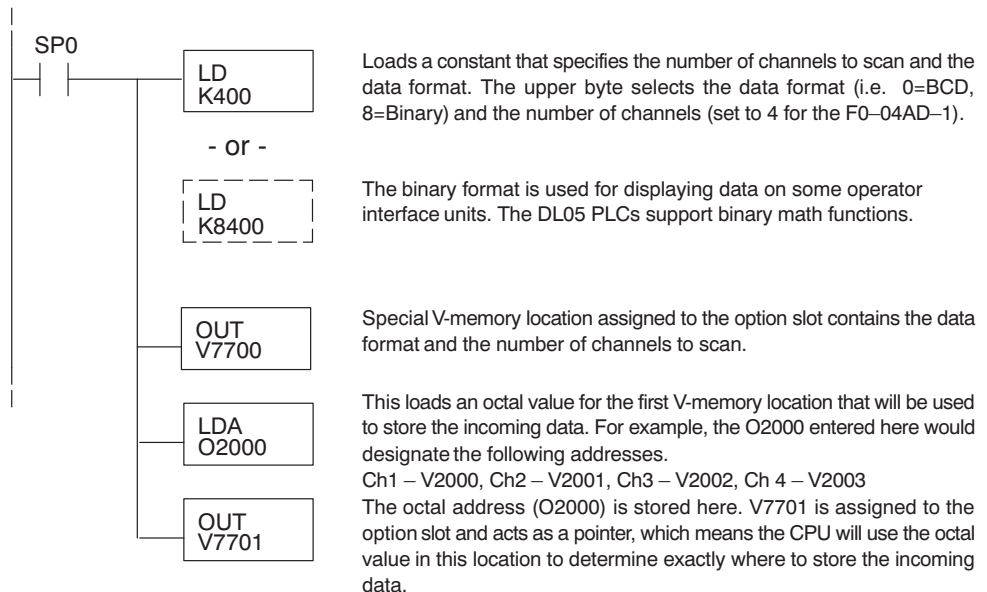 SP0
LD
K400
Loads a constant that specifies the number of channels to scan and the
data format. The upper byte selects the data format (i.e. 0=BCD,
8=Binary) and the number of channels (set to 4 for the F0–04AD–1).
- or -
LD
K8400
The binary format is used for displaying data on some operator
interface units. The DL05 PLCs support binary math functions.
OUT
V7700
Special V-memory location assigned to the option slot contains the data
format and the number of channels to scan.
LDA
O2000
This loads an octal value for the first V-memory location that will be used
to store the incoming data. For example, the O2000 entered here would
designate the following addresses.
Ch1 – V2000, Ch2 – V2001, Ch3 – V2002, Ch 4 – V2003
OUT
V7701
The octal address (O2000) is stored here. V7701 is assigned to the
option slot and acts as a pointer, which means the CPU will use the octal
value in this location to determine exactly where to store the incoming
data.